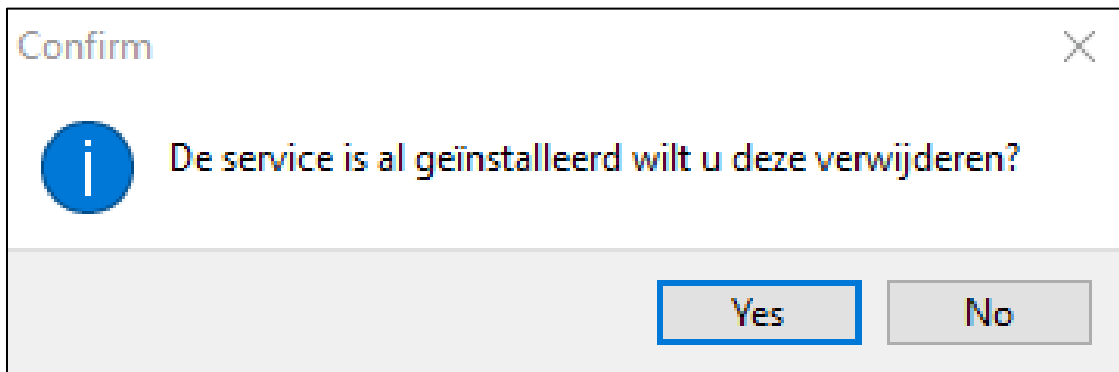 Confirm
De service is al geïnstalleerd wilt u deze verwijderen?
Yes
No